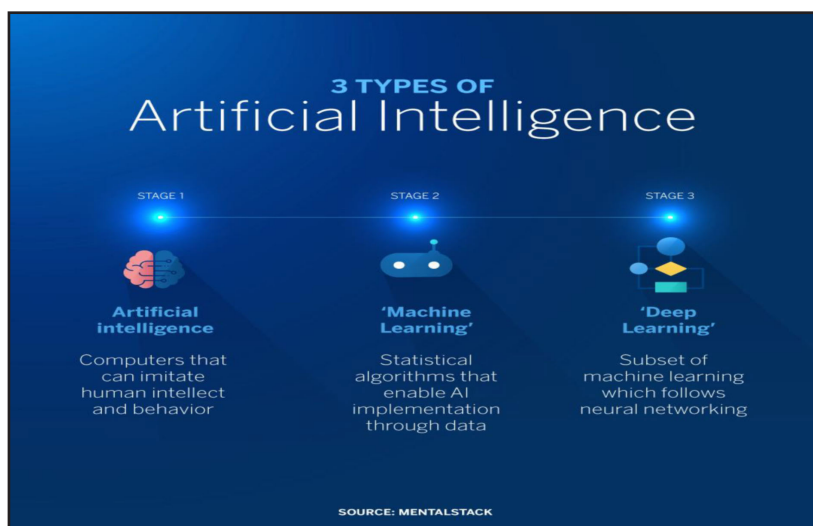 3 TYPES OF
Artificial Intelligence
STAGE 1
STAGE 2
STAGE 3
Artificial
intelligence
Computers that
can imitate
human intellect
and behavior
‘Machine
Learning’
Statistical
algorithms that
enable AI
implementation
through data
‘Deep
Learning’
Subset of
machine learning
which follows
neural networking
SOURCE: MENTALSTACK